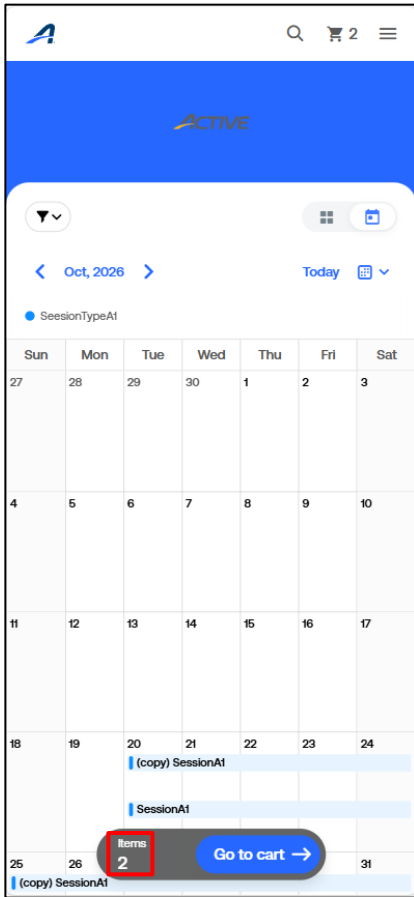 2
ACTIVE
Oct, 2026
Today
SeesionTypeA1
Sun Mon Tue Wed Thu Fri Sat
27 28 29 30 1 2 3
4 5 6 7 8 9 10
11 12 13 14 15 16 17
18 19 20 21 22 23 24
(copy) SessionA1
SessionA1
Items
2
Go to cart
25 26 31
(copy) SessionA1